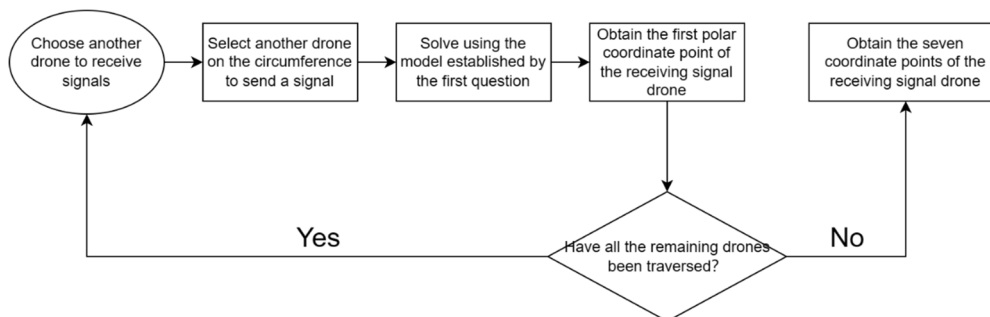 Choose another
drone to receive
signals
Select another drone
on the circumference
to send a signal
Solve using the
model established by
the first question
Obtain the first polar
coordinate point of
the receiving signal
drone
Obtain the seven
coordinate points of the
receiving signal drone
Yes
Have all the remaining drones
been traversed?
No